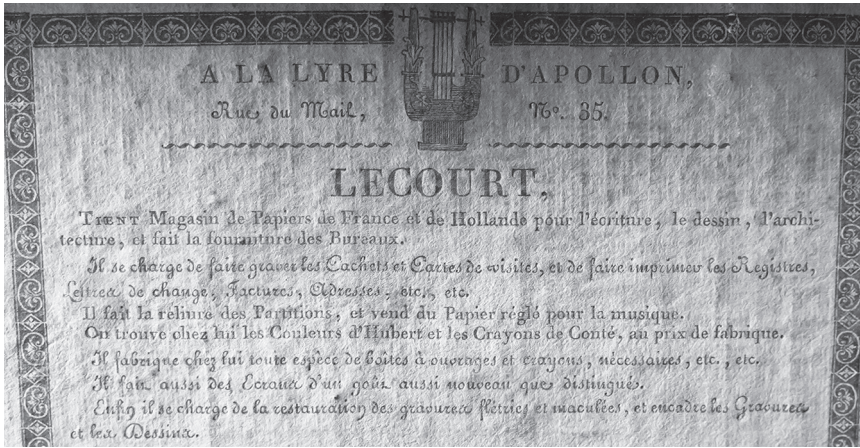 A LA LYRE D'APOLLON,
Rue du Mail, Nº. 35.
LECOURT,
TIENT Magasin de Papiers de France et de Hollande pour l'écriture, le dessin, l'archi-
tecture, et fait la fourniture des Bureaux.
Il se charge de faire graver les Cachets et Cartes de visites, et de faire imprimer les Registres,
Lettres de change, Factures, Adresses, etc., etc.
Il fait la reliure des Partitions, et vend du Papier réglé pour la musique.
On trouve chez lui les Couleurs d'Hubert et les Crayons de Conté, au prix de fabrique.
Il fabrique chez lui toute espèce de boîtes à ouvrages et crayons, nécessaires, etc., etc.
Il fait aussi des Ecrans d'un goût aussi nouveau que distingué.
Enfin il se charge de la restauration des gravures flétries et maculées, et encadre les Gravures
et les Dessins.